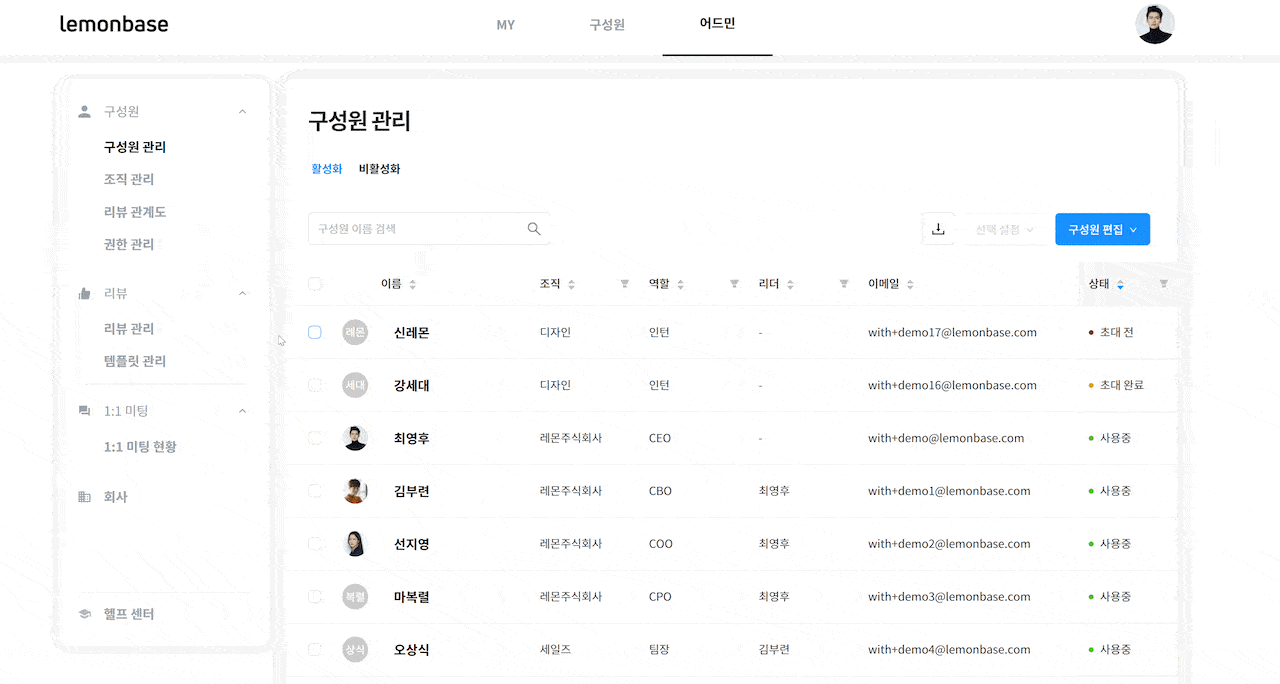 lemonbase
MY 구성원 어드민
구성원
구성원 관리
조직 관리
리뷰 관계도
권한 관리
리뷰
리뷰 관리
템플릿 관리
1:1 미팅
1:1 미팅 현황
회사
헬프 센터
구성원 관리
활성화 비활성화
구성원 이름 검색 선택 설정 구성원 편집
이름 조직 역할 리더 이메일 상태
레몬 신레몬 디자인 인턴 - with+demo17@lemonbase.com 초대 전
세대 강세대 디자인 인턴 - with+demo16@lemonbase.com 초대 완료
최영후 레몬주식회사 CEO - with+demo@lemonbase.com 사용중
김부련 레몬주식회사 CBO 최영후 with+demo1@lemonbase.com 사용중
선지영 레몬주식회사 COO 최영후 with+demo2@lemonbase.com 사용중
복렬 마복렬 레몬주식회사 CPO 최영후 with+demo3@lemonbase.com 사용중
상식 오상식 세일즈 팀장 김부련 with+demo4@lemonbase.com 사용중